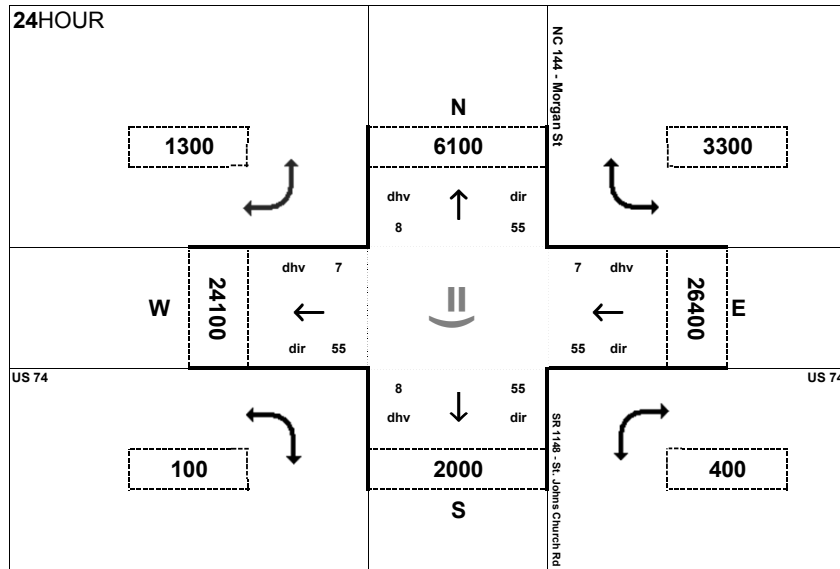 24HOUR
NC 144 - Morgan St
N
1300
6100
3300
dhv
dir
8
55
dhv 7
7 dhv
W
24100
26400
E
dir 55
55 dir
US 74
US 74
8
55
dhv
dir
SR 1148 - St. Johns Church Rd
100
2000
400
S